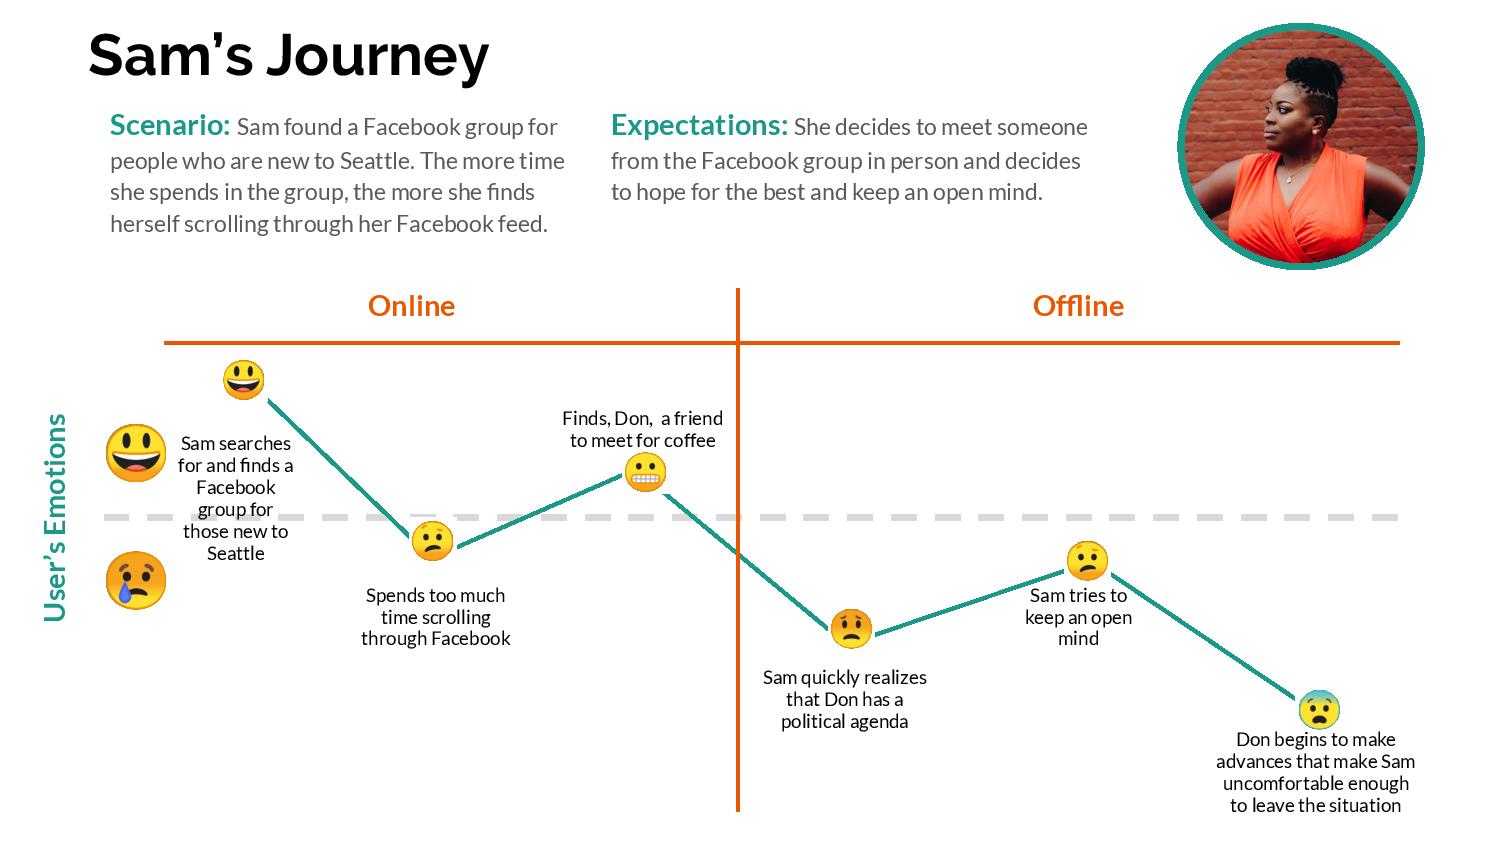 Sam's Journey
Scenario: Sam found a Facebook group for
people who are new to Seattle. The more time
she spends in the group, the more she finds
herself scrolling through her Facebook feed.
Expectations: She decides to meet someone
from the Facebook group in person and decides
to hope for the best and keep an open mind.
Online
Offline
User's Emotions
Sam searches
for and finds a
Facebook
group for
those new to
Seattle
Spends too much
time scrolling
through Facebook
Finds, Don,  a friend
to meet for coffee
Sam quickly realizes
that Don has a
political agenda
Sam tries to
keep an open
mind
Don begins to make
advances that make Sam
uncomfortable enough
to leave the situation